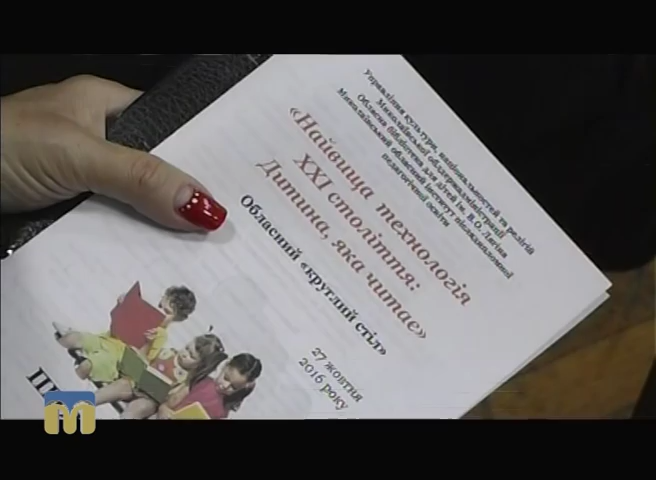 Управління культури, національностей та релігій
Миколаївської облдержадміністрації
Обласна бібліотека для дітей ім. В.О. Лягіна
Миколаївський обласний інститут післядипломної
педагогічної освіти
«Найвища технологія
XXI століття:
Дитина, яка читає»
Обласний «круглий стіл»
27 жовтня
2016 року